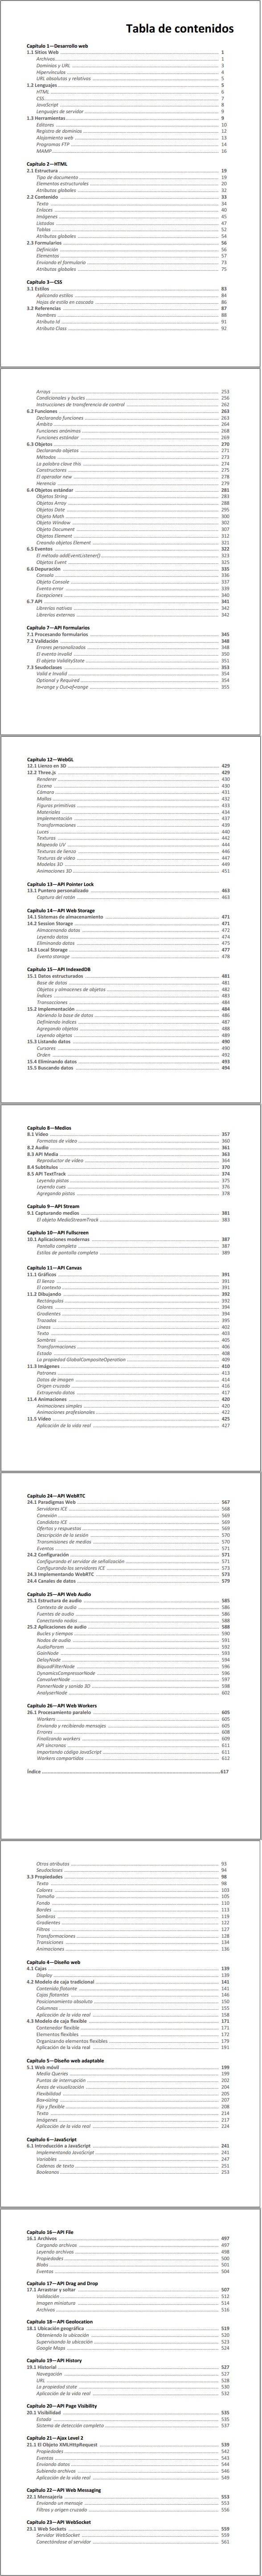 Tabla de contenidos
Capítulo 1—Desarrollo web
1.1 Sitios Web 1
Archivos 1
Dominios y URL 3
Hipervínculos 4
URL absolutas y relativas 5
1.2 Lenguajes 5
HTML 6
CSS 7
JavaScript 8
Lenguajes de servidor 9
1.3 Herramientas 9
Editores 10
Registro de dominios 12
Alojamiento web 13
Programas FTP 14
MAMP 16
Capítulo 2—HTML
2.1 Estructura 19
Tipo de documento 19
Elementos estructurales 20
Atributos globales 32
2.2 Contenido 33
Texto 34
Enlaces 40
Imágenes 45
Listados 47
Tablas 52
Atributos globales 54
2.3 Formularios 56
Definición 56
Elementos 57
Enviando el formulario 73
Atributos globales 75
Capítulo 3—CSS
3.1 Estilos 83
Aplicando estilos 84
Hojas de estilo en cascada 86
3.2 Referencias 87
Nombres 88
Atributo Id 91
Atributo Class 92
Arrays 253
Condicionales y bucles 256
Instrucciones de transferencia de control 262
6.2 Funciones 263
Declarando funciones 263
Ámbito 264
Funciones anónimas 268
Funciones estándar 269
6.3 Objetos 270
Declarando objetos 271
Métodos 273
La palabra clave this 274
Constructores 275
El operador new 278
Herencia 279
6.4 Objetos estándar 281
Objetos String 283
Objetos Array 288
Objetos Date 295
Objeto Math 300
Objeto Window 302
Objeto Document 307
Objetos Element 312
Creando objetos Element 321
6.5 Eventos 322
El método addEventListener() 323
Objetos Event 325
6.6 Depuración 335
Consola 336
Objeto Console 337
Evento error 339
Excepciones 340
6.7 API 341
Librerías nativas 342
Librerías externas 342
Capítulo 7—API Formularios
7.1 Procesando formularios 345
7.2 Validación 348
Errores personalizados 348
El evento invalid 350
El objeto ValidityState 351
7.3 Seudoclases 353
Valid e Invalid 354
Optional y Required 354
In-range y Out-of-range 355
Capítulo 12—WebGL
12.1 Lienzo en 3D 429
12.2 Three.js 429
Renderer 430
Escena 430
Cámara 431
Mallas 432
Figuras primitivas 433
Materiales 434
Implementación 437
Transformaciones 439
Luces 440
Texturas 442
Mapeado UV 444
Texturas de lienzo 446
Texturas de vídeo 447
Modelos 3D 449
Animaciones 3D 451
Capítulo 13—API Pointer Lock
13.1 Puntero personalizado 463
Captura del ratón 463
Capítulo 14—API Web Storage
14.1 Sistemas de almacenamiento 471
14.2 Session Storage 471
Almacenando datos 472
Leyendo datos 474
Eliminando datos 475
14.3 Local Storage 477
Evento storage 478
Capítulo 15—API IndexedDB
15.1 Datos estructurados 481
Base de datos 481
Objetos y almacenes de objetos 482
Índices 483
Transacciones 484
15.2 Implementación 484
Abriendo la base de datos 486
Definiendo índices 487
Agregando objetos 488
Leyendo objetos 489
15.3 Listando datos 490
Cursores 490
Orden 492
15.4 Eliminando datos 493
15.5 Buscando datos 494
Capítulo 8—Medios
8.1 Vídeo 357
Formatos de vídeo 360
8.2 Audio 361
8.3 API Media 363
Reproductor de vídeo 364
8.4 Subtítulos 370
8.5 API TextTrack 374
Leyendo pistas 375
Leyendo cues 376
Agregando pistas 378
Capítulo 9—API Stream
9.1 Capturando medios 381
El objeto MediaStreamTrack 383
Capítulo 10—API Fullscreen
10.1 Aplicaciones modernas 387
Pantalla completa 387
Estilos de pantalla completa 389
Capítulo 11—API Canvas
11.1 Gráficos 391
El lienzo 391
El contexto 391
11.2 Dibujando 392
Rectángulos 392
Colores 394
Gradientes 394
Trazados 395
Líneas 402
Texto 403
Sombras 405
Transformaciones 406
Estado 408
La propiedad GlobalCompositeOperation 409
11.3 Imágenes 410
Patrones 413
Datos de imagen 414
Origen cruzado 416
Extrayendo datos 417
11.4 Animaciones 420
Animaciones simples 420
Animaciones profesionales 422
11.5 Vídeo 425
Aplicación de la vida real 427
Capítulo 24—API WebRTC
24.1 Paradigmas Web 567
Servidores ICE 568
Conexión 569
Candidato ICE 569
Ofertas y respuestas 569
Descripción de la sesión 570
Transmisiones de medios 570
Eventos 571
24.2 Configuración 571
Configurando el servidor de señalización 571
Configurando los servidores ICE 573
24.3 Implementando WebRTC 573
24.4 Canales de datos 579
Capítulo 25—API Web Audio
25.1 Estructura de audio 585
Contexto de audio 586
Fuentes de audio 586
Conectando nodos 588
25.2 Aplicaciones de audio 588
Bucles y tiempos 590
Nodos de audio 591
AudioParam 592
GainNode 593
DelayNode 594
BiquadFilterNode 596
DynamicsCompressorNode 596
ConvolverNode 597
PannerNode y sonido 3D 598
AnalyserNode 602
Capítulo 26—API Web Workers
26.1 Procesamiento paralelo 605
Workers 605
Enviando y recibiendo mensajes 605
Errores 608
Finalizando workers 609
API síncronas 611
Importando código JavaScript 611
Workers compartidos 612
Índice 617
Otros atributos 93
Seudoclases 94
3.3 Propiedades 98
Texto 98
Colores 103
Tamaño 105
Fondo 110
Bordes 113
Sombras 119
Gradientes 122
Filtros 127
Transformaciones 128
Transiciones 134
Animaciones 136
Capítulo 4—Diseño web
4.1 Cajas 139
Display 139
4.2 Modelo de caja tradicional 141
Contenido flotante 141
Cajas flotantes 146
Posicionamiento absoluto 150
Columnas 155
Aplicación de la vida real 158
4.3 Modelo de caja flexible 171
Contenedor flexible 171
Elementos flexibles 172
Organizando elementos flexibles 179
Aplicación de la vida real 191
Capítulo 5—Diseño web adaptable
5.1 Web móvil 199
Media Queries 199
Puntos de interrupción 202
Áreas de visualización 204
Flexibilidad 205
Box-sizing 207
Fijo y flexible 208
Texto 214
Imágenes 217
Aplicación de la vida real 224
Capítulo 6—JavaScript
6.1 Introducción a JavaScript 241
Implementando JavaScript 241
Variables 247
Cadenas de texto 251
Booleanos 253
Capítulo 16—API File
16.1 Archivos 497
Cargando archivos 497
Leyendo archivos 498
Propiedades 500
Blobs 501
Eventos 504
Capítulo 17—API Drag and Drop
17.1 Arrastrar y soltar 507
Validación 512
Imagen miniatura 514
Archivos 516
Capítulo 18—API Geolocation
18.1 Ubicación geográfica 519
Obteniendo la ubicación 520
Supervisando la ubicación 523
Google Maps 524
Capítulo 19—API History
19.1 Historial 527
Navegación 527
URL 528
La propiedad state 530
Aplicación de la vida real 532
Capítulo 20—API Page Visibility
20.1 Visibilidad 535
Estado 535
Sistema de detección completo 537
Capítulo 21—Ajax Level 2
21.1 El Objeto XMLHttpRequest 539
Propiedades 542
Eventos 543
Enviando datos 544
Subiendo archivos 546
Aplicación de la vida real 549
Capítulo 22—API Web Messaging
22.1 Mensajería 553
Enviando un mensaje 553
Filtros y origen cruzado 556
Capítulo 23—API WebSocket
23.1 Web Sockets 559
Servidor WebSocket 559
Conectándose al servidor 561